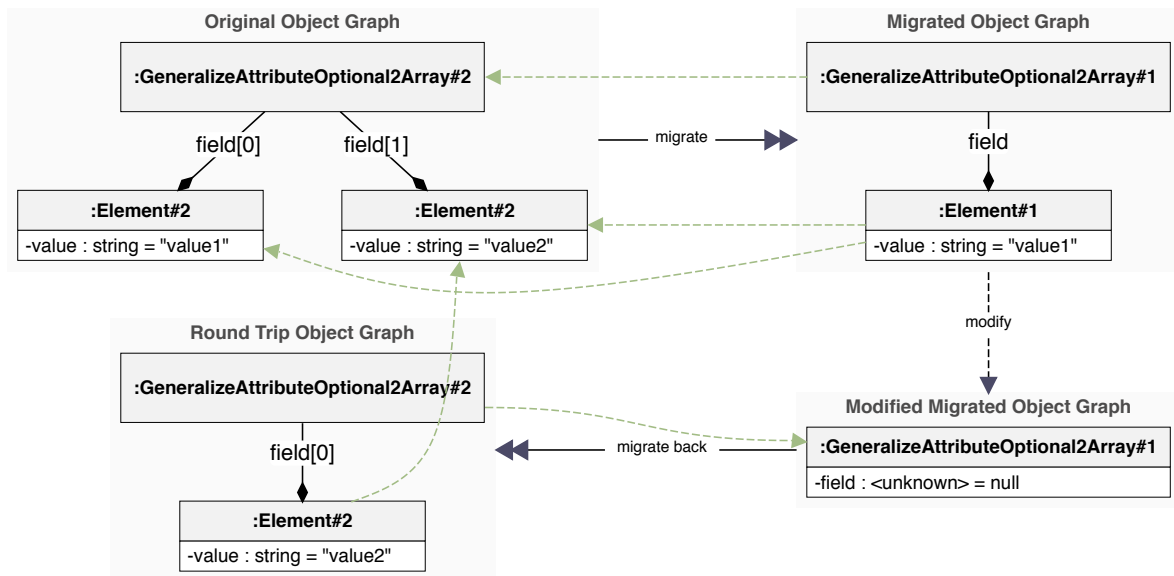 Original Object Graph
:GeneralizeAttributeOptional2Array#2
field[0]
field[1]
:Element#2
-value : string = "value1"
:Element#2
-value : string = "value2"
migrate
Migrated Object Graph
:GeneralizeAttributeOptional2Array#1
field
:Element#1
-value : string = "value1"
modify
Modified Migrated Object Graph
:GeneralizeAttributeOptional2Array#1
-field : <unknown> = null
migrate back
Round Trip Object Graph
:GeneralizeAttributeOptional2Array#2
field[0]
:Element#2
-value : string = "value2"